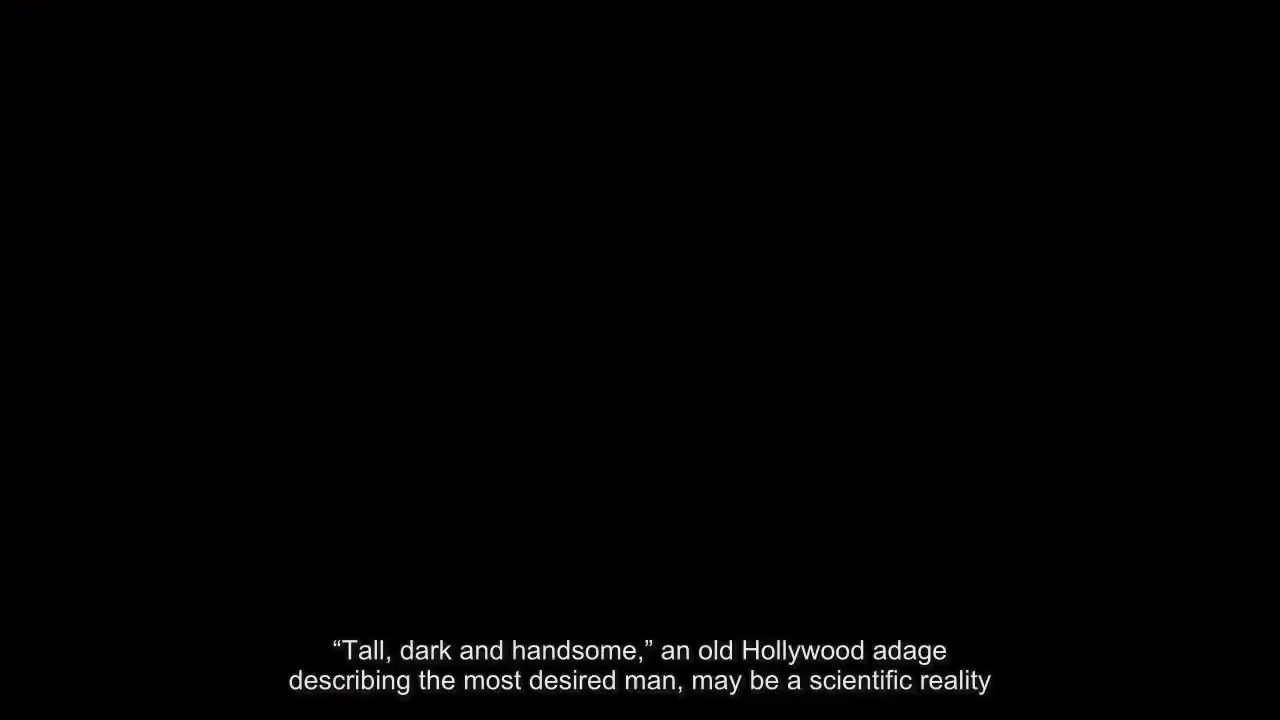 “Tall, dark and handsome,” an old Hollywood adage
describing the most desired man, may be a scientific reality